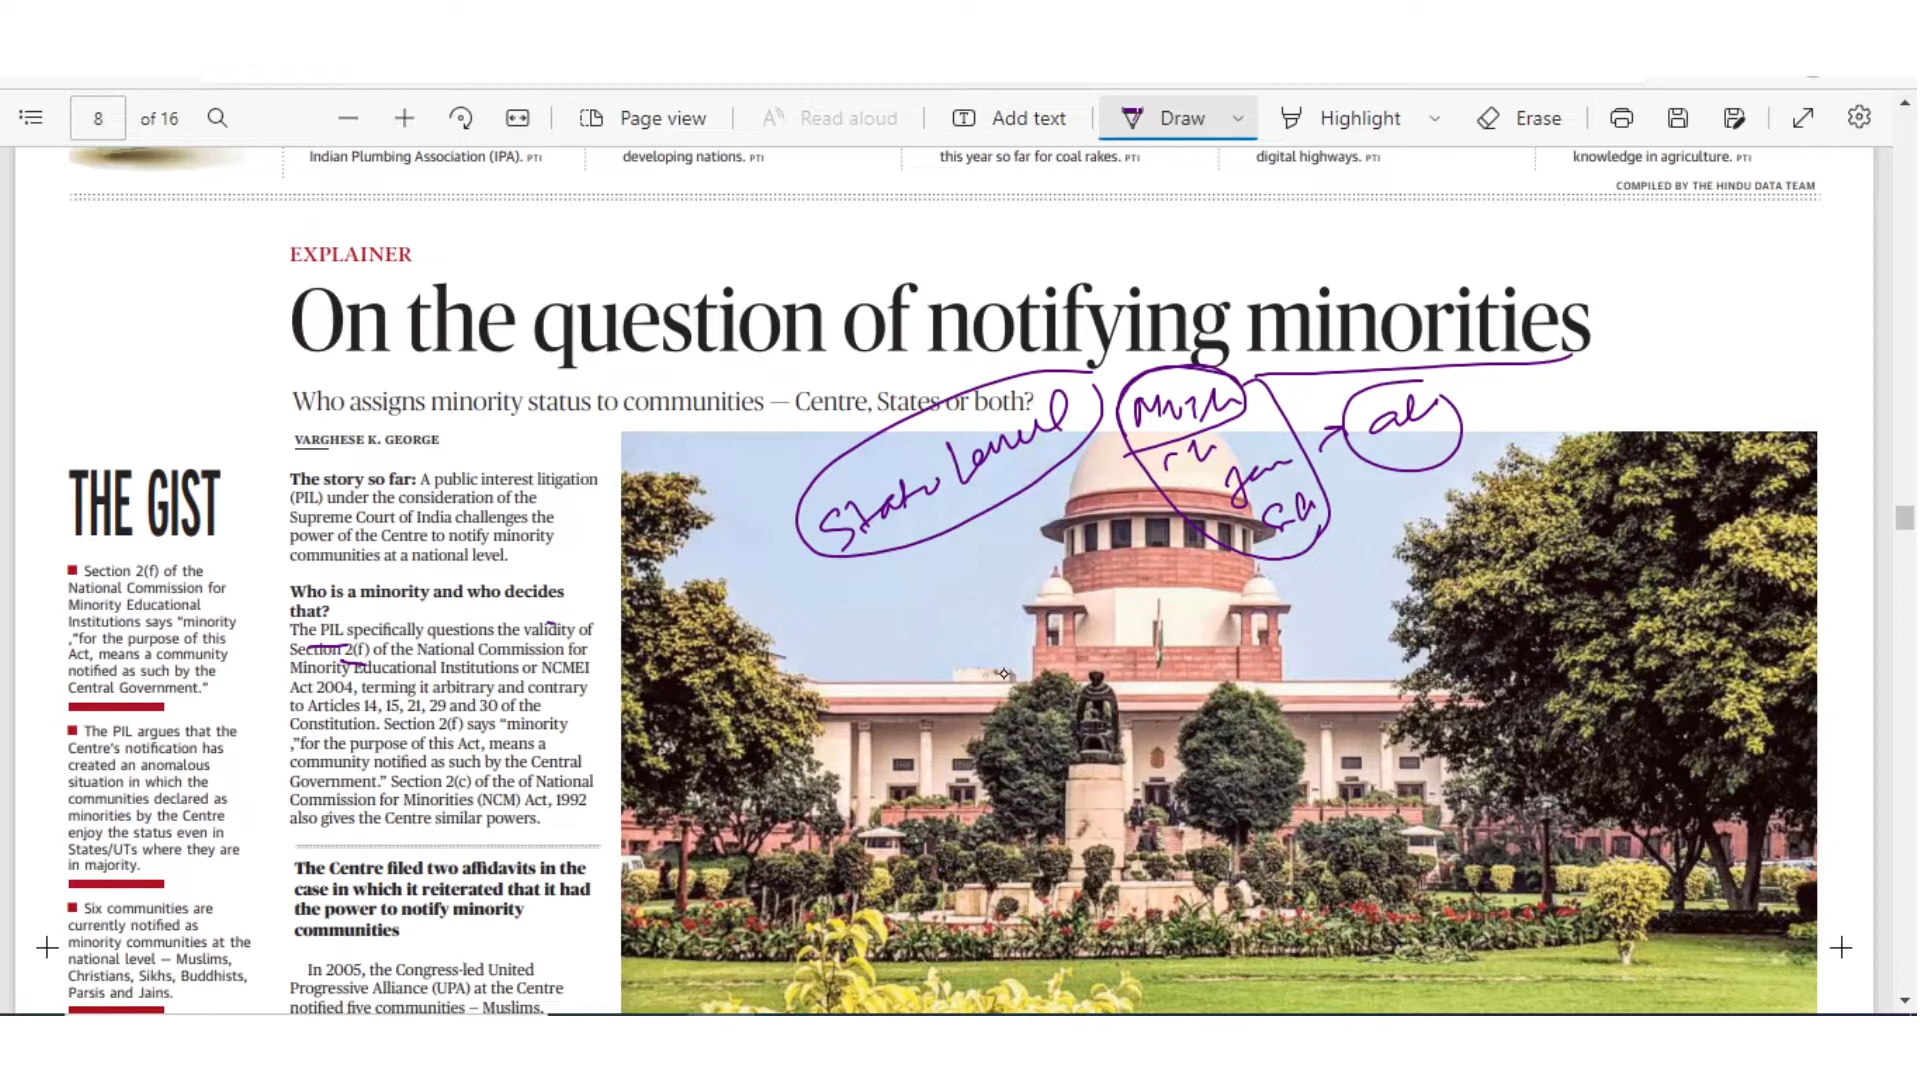 8 of 16 Page view Read aloud Add text Draw Highlight Erase
Indian Plumbing Association (IPA). PTI
developing nations. PTI
this year so far for coal rakes. PTI
digital highways. PTI
knowledge in agriculture. PTI
COMPILED BY THE HINDU DATA TEAM
EXPLAINER
On the question of notifying minorities
Who assigns minority status to communities — Centre, States or both?
State level
VARGHESE K. GEORGE
THE GIST
Section 2(f) of the
National Commission for
Minority Educational
Institutions says “minority
,”for the purpose of this
Act, means a community
notified as such by the
Central Government.”
The PIL argues that the
Centre’s notification has
created an anomalous
situation in which the
communities declared as
minorities by the Centre
enjoy the status even in
States/UTs where they are
in majority.
Six communities are
currently notified as
minority communities at the
national level — Muslims,
Christians, Sikhs, Buddhists,
Parsis and Jains.
The story so far: A public interest litigation
(PIL) under the consideration of the
Supreme Court of India challenges the
power of the Centre to notify minority
communities at a national level.
Who is a minority and who decides
that?
The PIL specifically questions the validity of
Section 2(f) of the National Commission for
Minority Educational Institutions or NCMEI
Act 2004, terming it arbitrary and contrary
to Articles 14, 15, 21, 29 and 30 of the
Constitution. Section 2(f) says “minority
,”for the purpose of this Act, means a
community notified as such by the Central
Government.” Section 2(c) of the of National
Commission for Minorities (NCM) Act, 1992
also gives the Centre similar powers.
The Centre filed two affidavits in the
case in which it reiterated that it had
the power to notify minority
communities
In 2005, the Congress-led United
Progressive Alliance (UPA) at the Centre
notified five communities — Muslims,